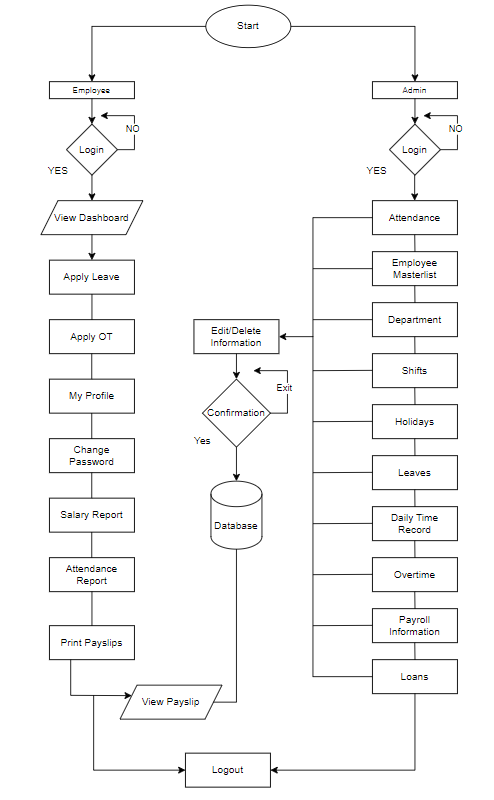 Start
Employee
Admin
NO
NO
Login
Login
YES
YES
View Dashboard
Attendance
Apply Leave
Employee
Masterlist
Department
Edit/Delete
Information
Apply OT
Shifts
Exit
My Profile
Confirmation
Holidays
Yes
Change
Password
Leaves
Salary Report
Daily Time
Record
Database
Attendance
Report
Overtime
Payroll
Information
Print Payslips
Loans
View Payslip
Logout